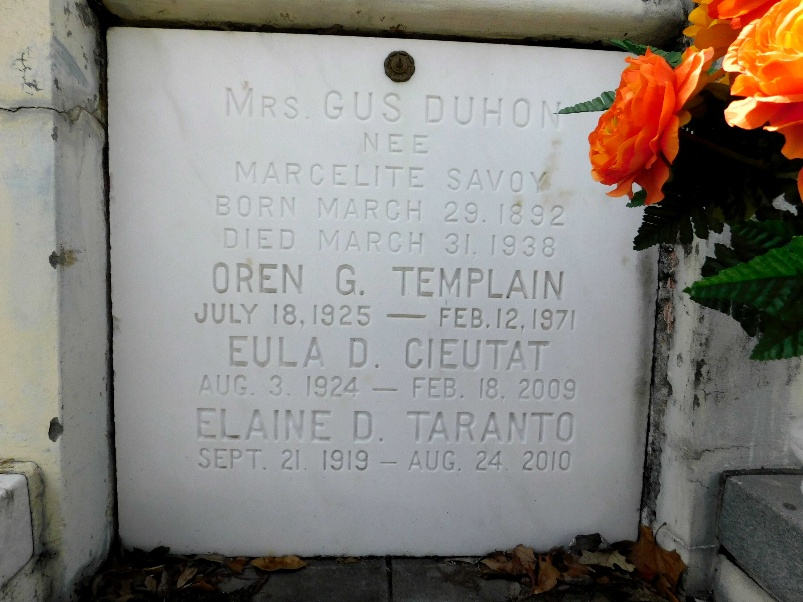 MRS. GUS DUHON
NEE
MARCELITE SAVOY
BORN MARCH 29. 1892
DIED MARCH 31. 1938
OREN G. TEMPLAIN
JULY 18, 1925 — FEB. 12, 1971
EULA D. CIEUTAT
AUG. 3. 1924 — FEB. 18. 2009
ELAINE D. TARANTO
SEPT. 21. 1919 — AUG. 24. 2010